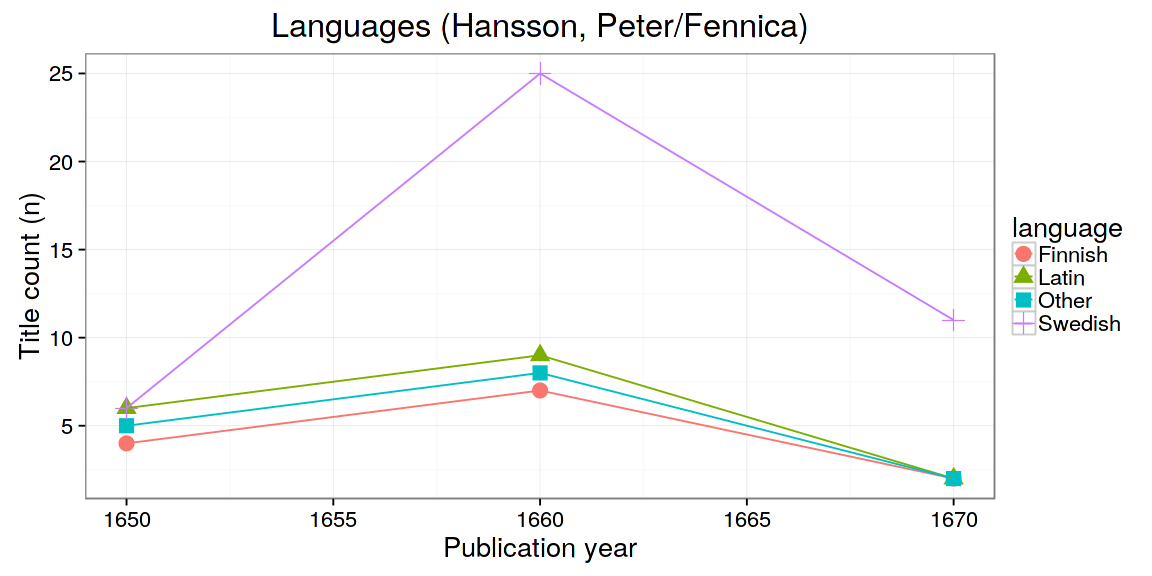 Languages (Hansson, Peter/Fennica)
25
20
15
10
5
Title count (n)
1650 1655 1660 1665 1670
Publication year
language
Finnish
Latin
Other
Swedish